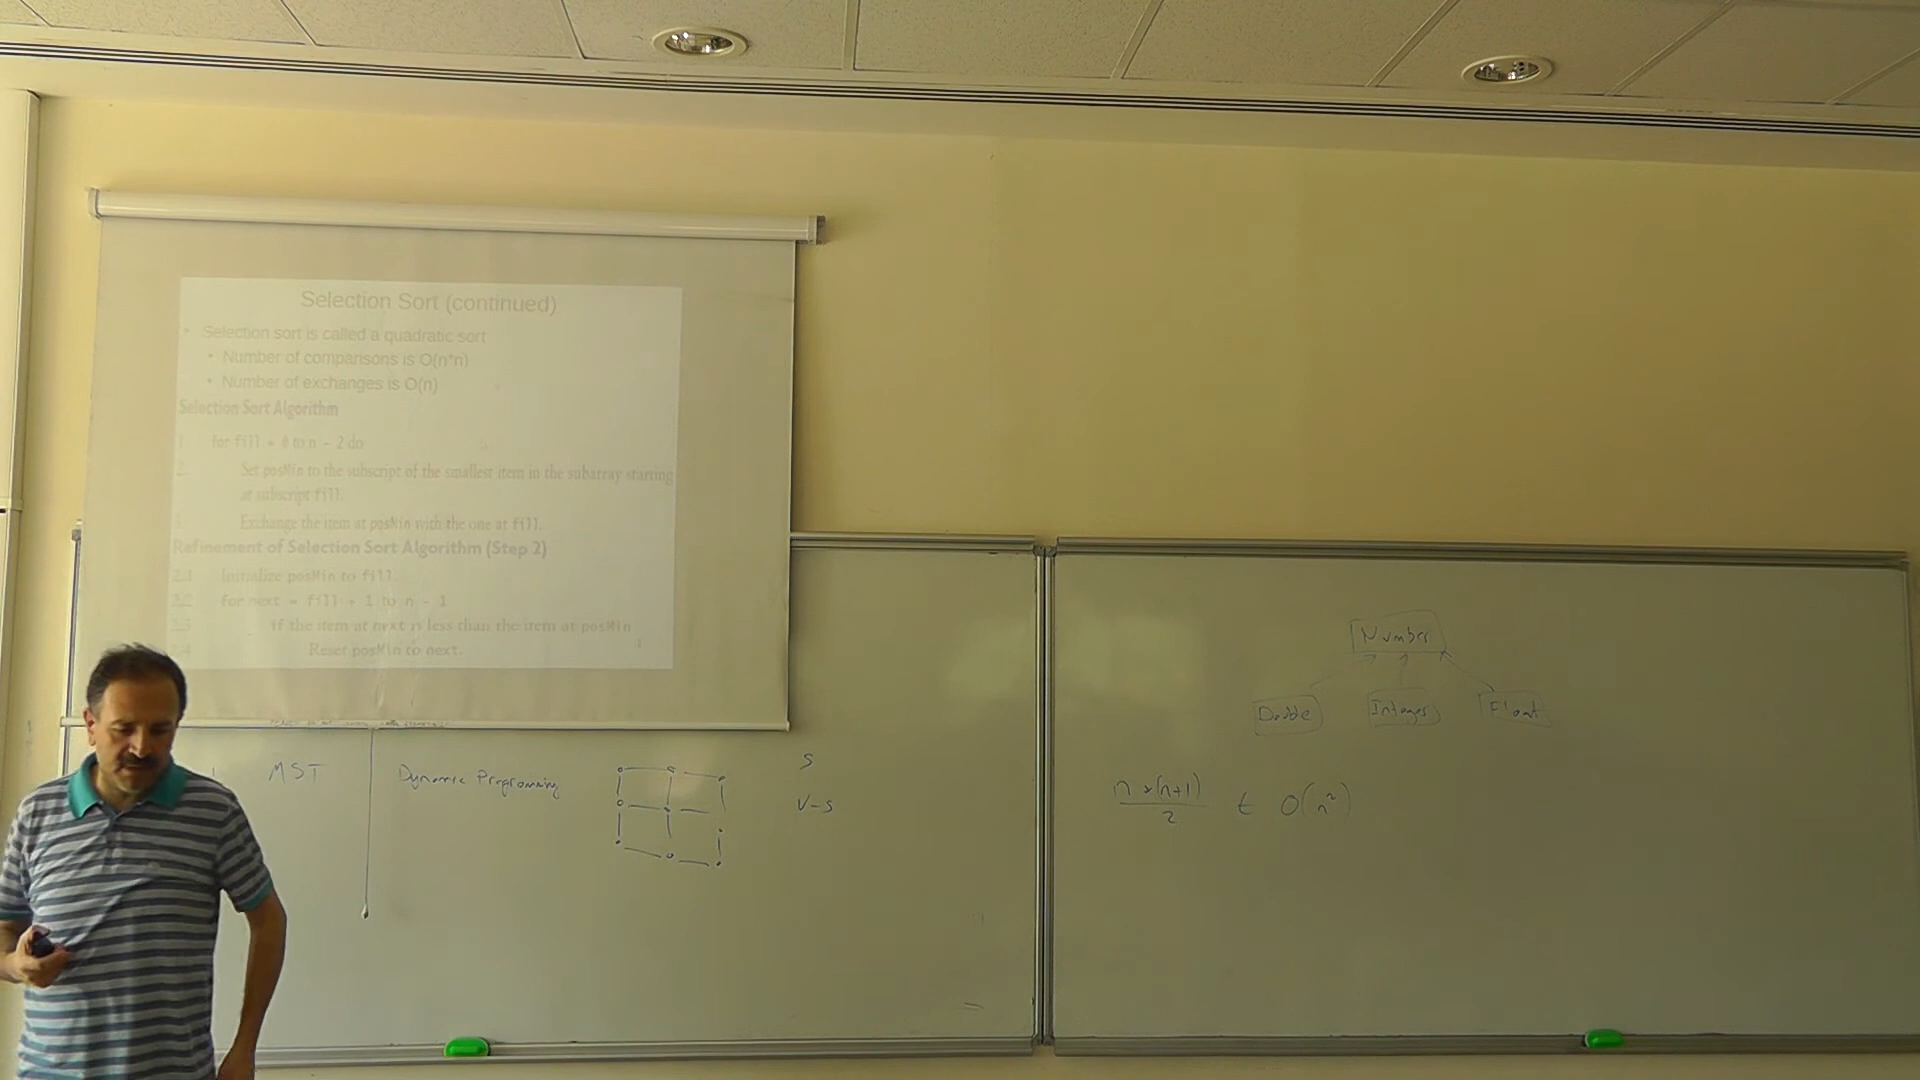 Selection Sort (continued)
• Selection sort is called a quadratic sort
• Number of comparisons is O(n*n)
• Number of exchanges is O(n)
Selection Sort Algorithm
1. for fill = 0 to n - 2 do
2. Set posMin to the subscript of the smallest item in the subarray starting
at subscript fill.
3. Exchange the item at posMin with the one at fill.
Refinement of Selection Sort Algorithm (Step 2)
2.1 Initialize posMin to fill.
2.2 for next = fill + 1 to n - 1
2.3 if the item at next is less than the item at posMin
2.4 Reset posMin to next.
MST
Dynamic Programming
S
V-S
Number
Double Integer Float
n*(n+1)/2 ∈ O(n²)